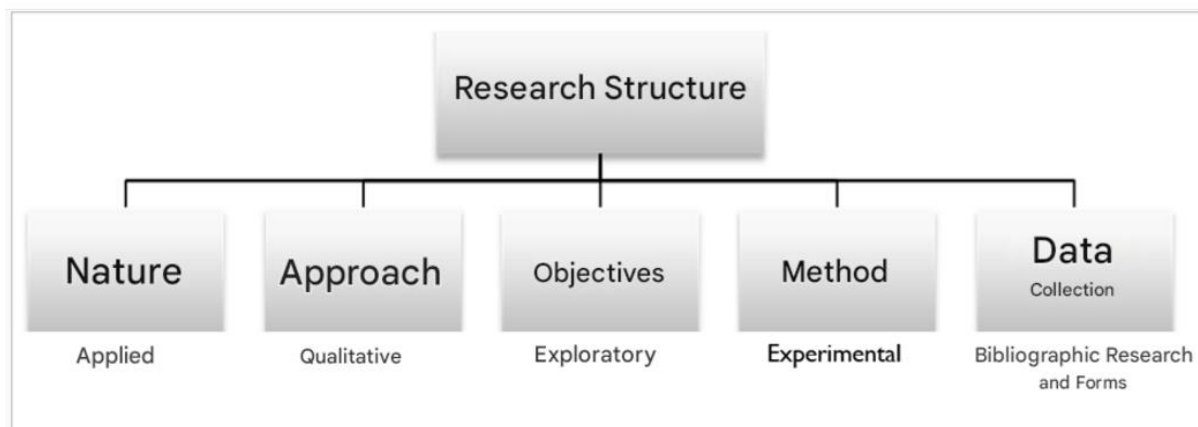 Research Structure
Nature
Approach
Objectives
Method
Data
Collection
Applied
Qualitative
Exploratory
Experimental
Bibliographic Research
and Forms